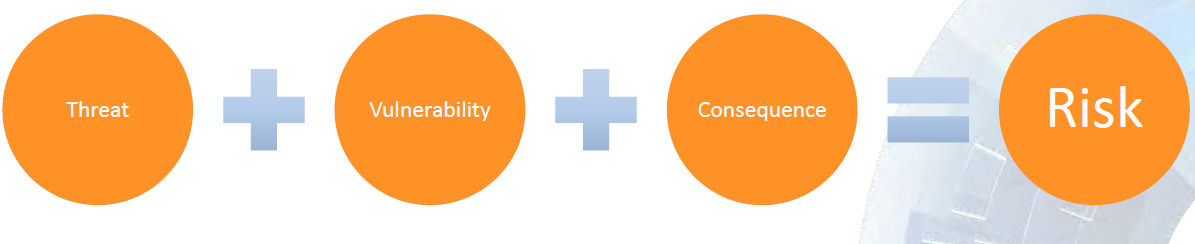 Threat
Vulnerability
Consequence
Risk